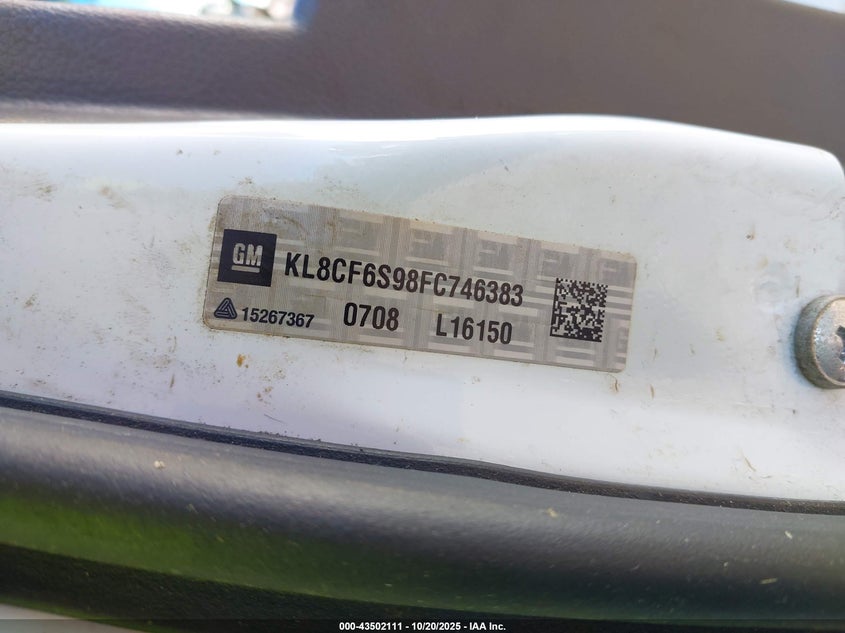 GM KL8CF6S98FC746383
15267367 0708 L16150
000-43502111 - 10/20/2025 - IAA Inc.